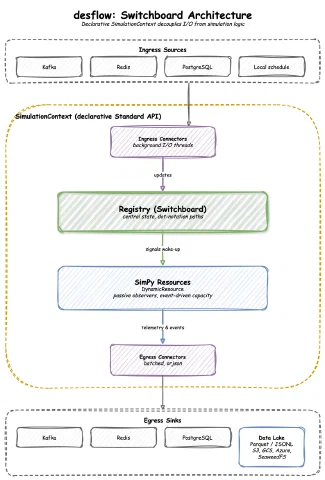 desflow: Switchboard Architecture
Declarative SimulationContext decouples I/O from simulation logic
Ingress Sources
Kafka
Redis
PostgreSQL
Local schedule
SimulationContext (declarative Standard API)
Ingress Connectors
background I/O threads
updates
Registry (Switchboard)
central state, dot-notation paths
signals wake-up
SimPy Resources
DynamicResource
passive observers, event-driven capacity
telemetry & events
Egress Connectors
batched, orjson
Egress Sinks
Kafka
Redis
PostgreSQL
Data Lake
Parquet / JSONL
S3, GCS, Azure,
SeaweedFS